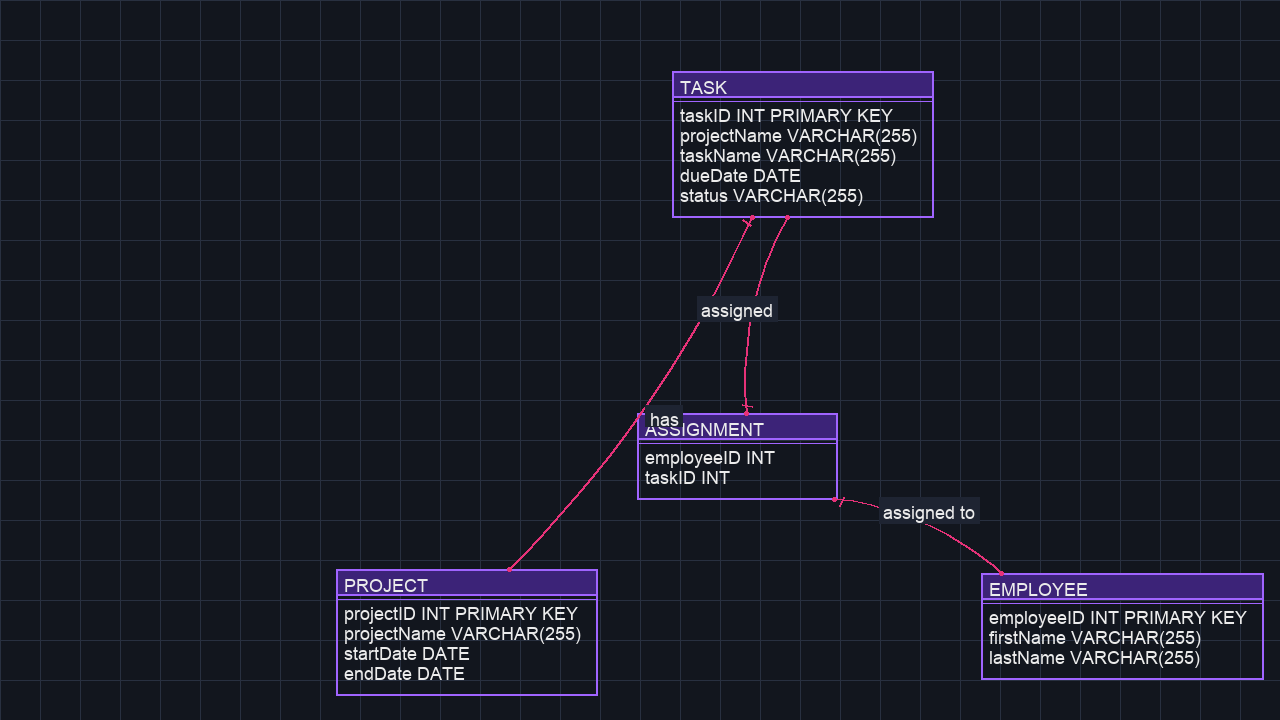 TASK
taskID INT PRIMARY KEY
projectName VARCHAR(255)
taskName VARCHAR(255)
dueDate DATE
status VARCHAR(255)
assigned
has
ASSIGNMENT
employeeID INT
taskID INT
assigned to
PROJECT
projectID INT PRIMARY KEY
projectName VARCHAR(255)
startDate DATE
endDate DATE
EMPLOYEE
employeeID INT PRIMARY KEY
firstName VARCHAR(255)
lastName VARCHAR(255)